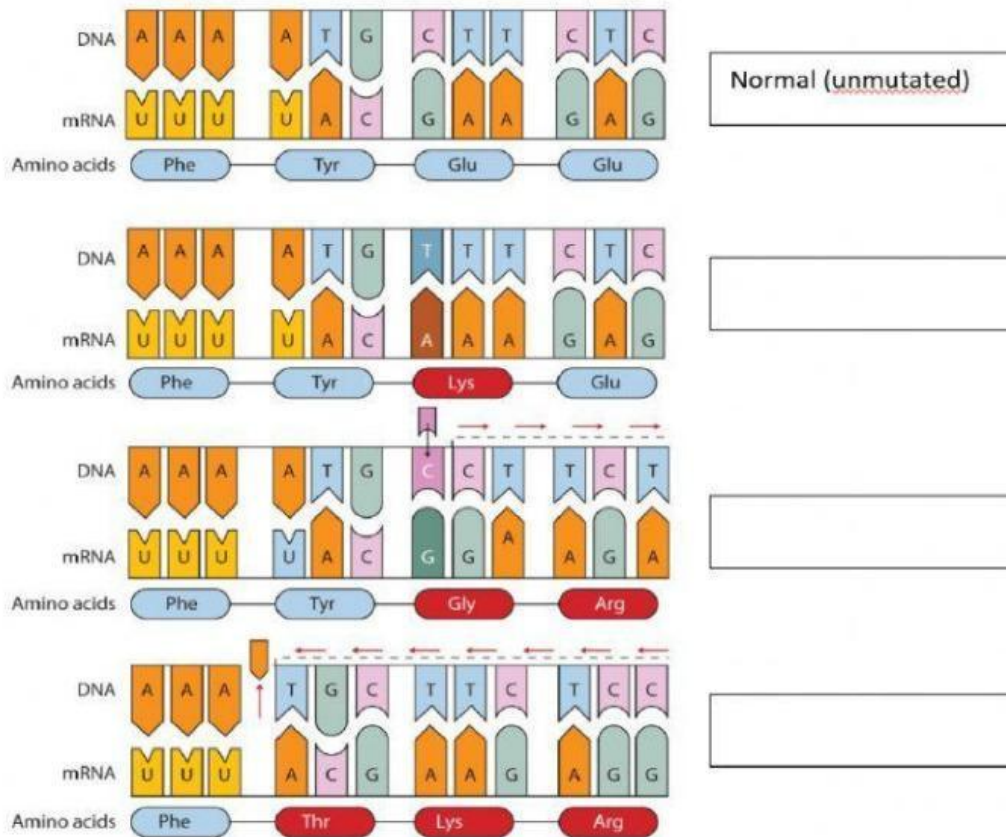 DNA A A A A T G C T T C T C
Normal (unmutated)
mRNA U U U U A C G A A G A G
Amino acids Phe Tyr Glu Glu
DNA A A A A T G T T T C T C
mRNA U U U U A C A A A G A G
Amino acids Phe Tyr Lys Glu
DNA A A A A T G C C T T C T
mRNA U U U U A C G G A A G A
Amino acids Phe Tyr Gly Arg
DNA A A A T G C T T C T C C
mRNA U U U A C G A A G A G G
Amino acids Phe Thr Lys Arg